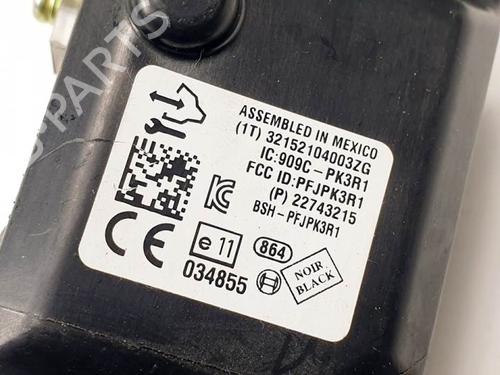 ASSEMBLED IN MEXICO
(1T) 32152104003ZG
IC:909C-PK3R1
FCC ID:PFJPK3R1
(P) 22743215
BSH-PFJPK3R1
CE
e 11
034855
864
NOIR
BLACK
PARTS